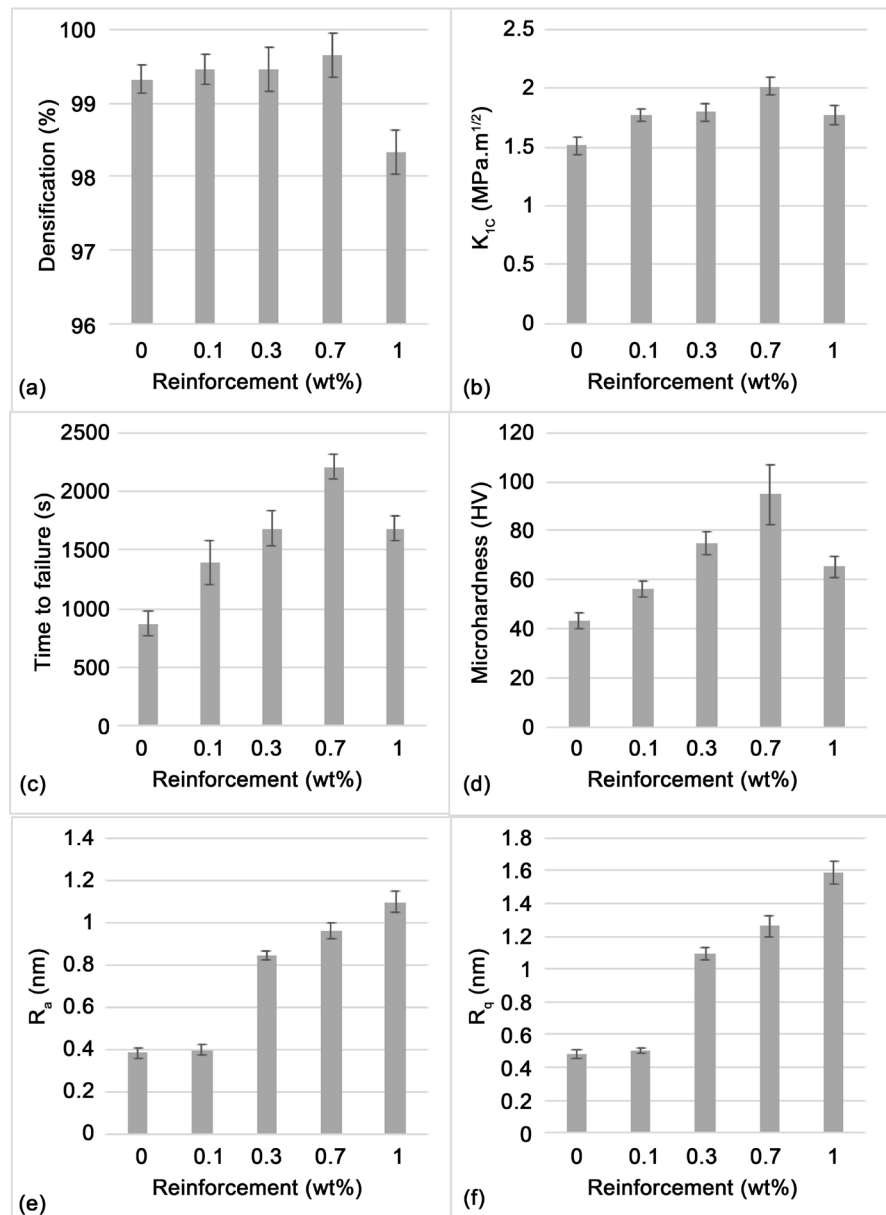 100
99
98
97
96
Densification (%)
0 0.1 0.3 0.7 1
Reinforcement (wt%)
(a)
2.5
2
1.5
1
0.5
0
K1C (MPa.m1/2)
0 0.1 0.3 0.7 1
Reinforcement (wt%)
(b)
2500
2000
1500
1000
500
0
Time to failure (s)
0 0.1 0.3 0.7 1
Reinforcement (wt%)
(c)
120
100
80
60
40
20
0
Microhardness (HV)
0 0.1 0.3 0.7 1
Reinforcement (wt%)
(d)
1.4
1.2
1
0.8
0.6
0.4
0.2
0
Ra (nm)
0 0.1 0.3 0.7 1
Reinforcement (wt%)
(e)
1.8
1.6
1.4
1.2
1
0.8
0.6
0.4
0.2
0
Rq (nm)
0 0.1 0.3 0.7 1
Reinforcement (wt%)
(f)